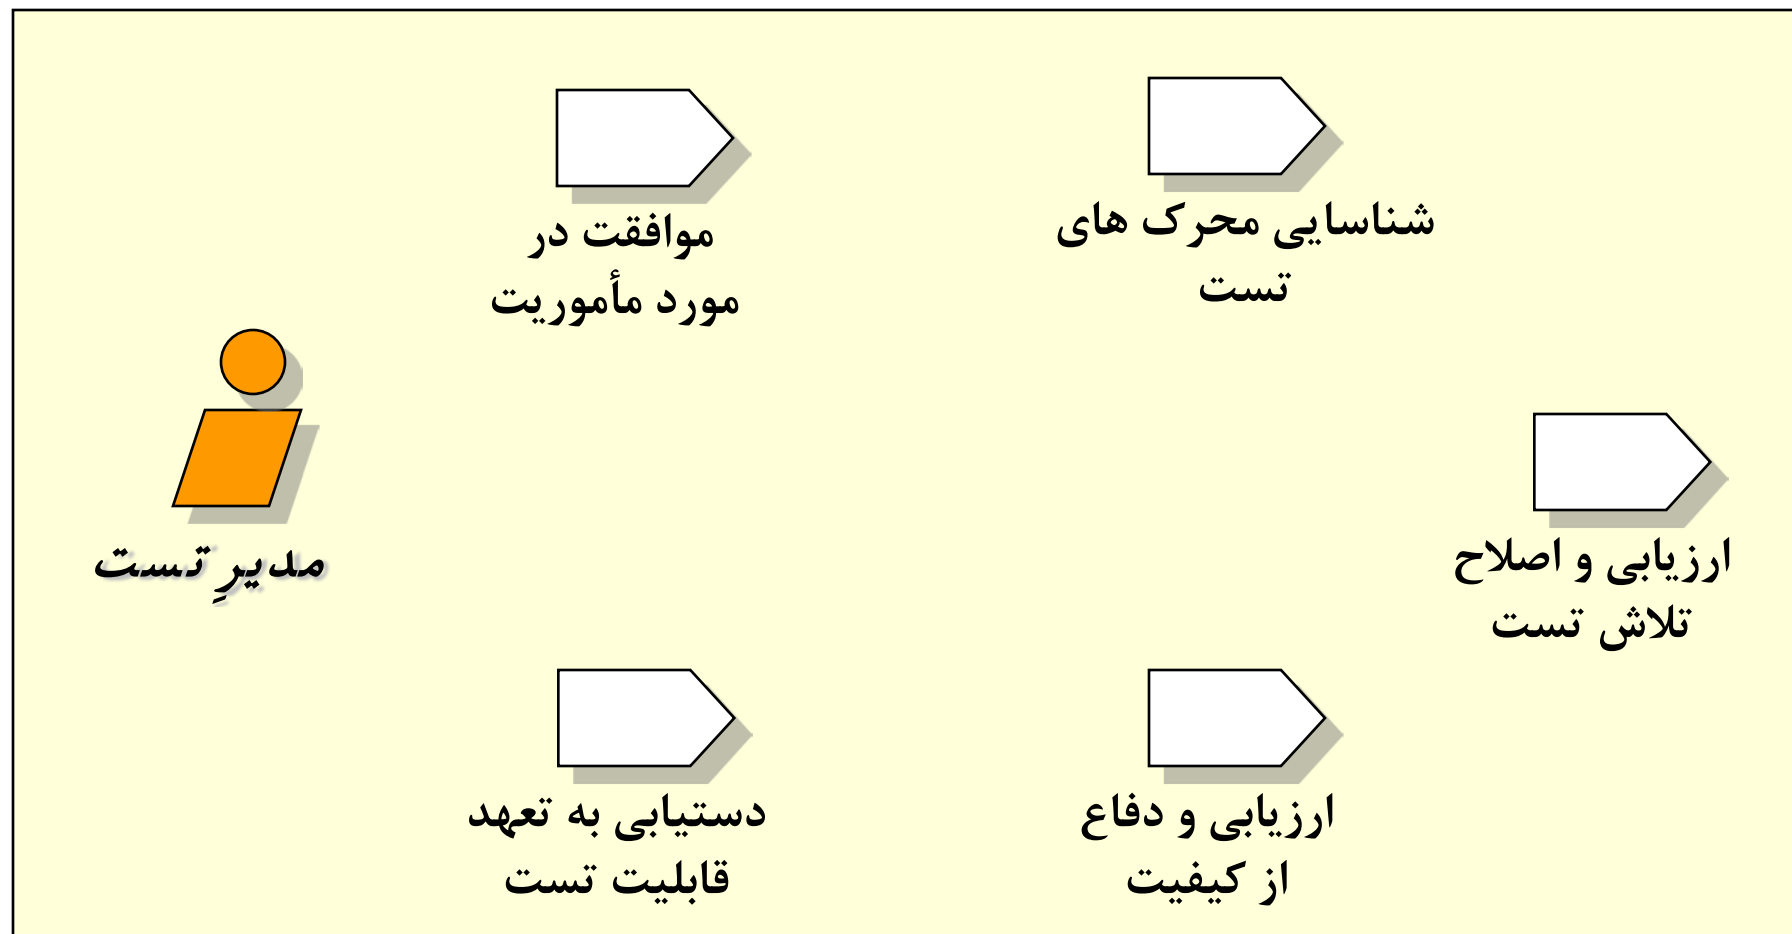 شناسایی محرک های
تست
موافقت در
مورد مأموریت
مدیرِ تست
ارزیابی و اصلاح
تلاش تست
ارزیابی و دفاع
از کیفیت
دستیابی به تعهد
قابلیت تست